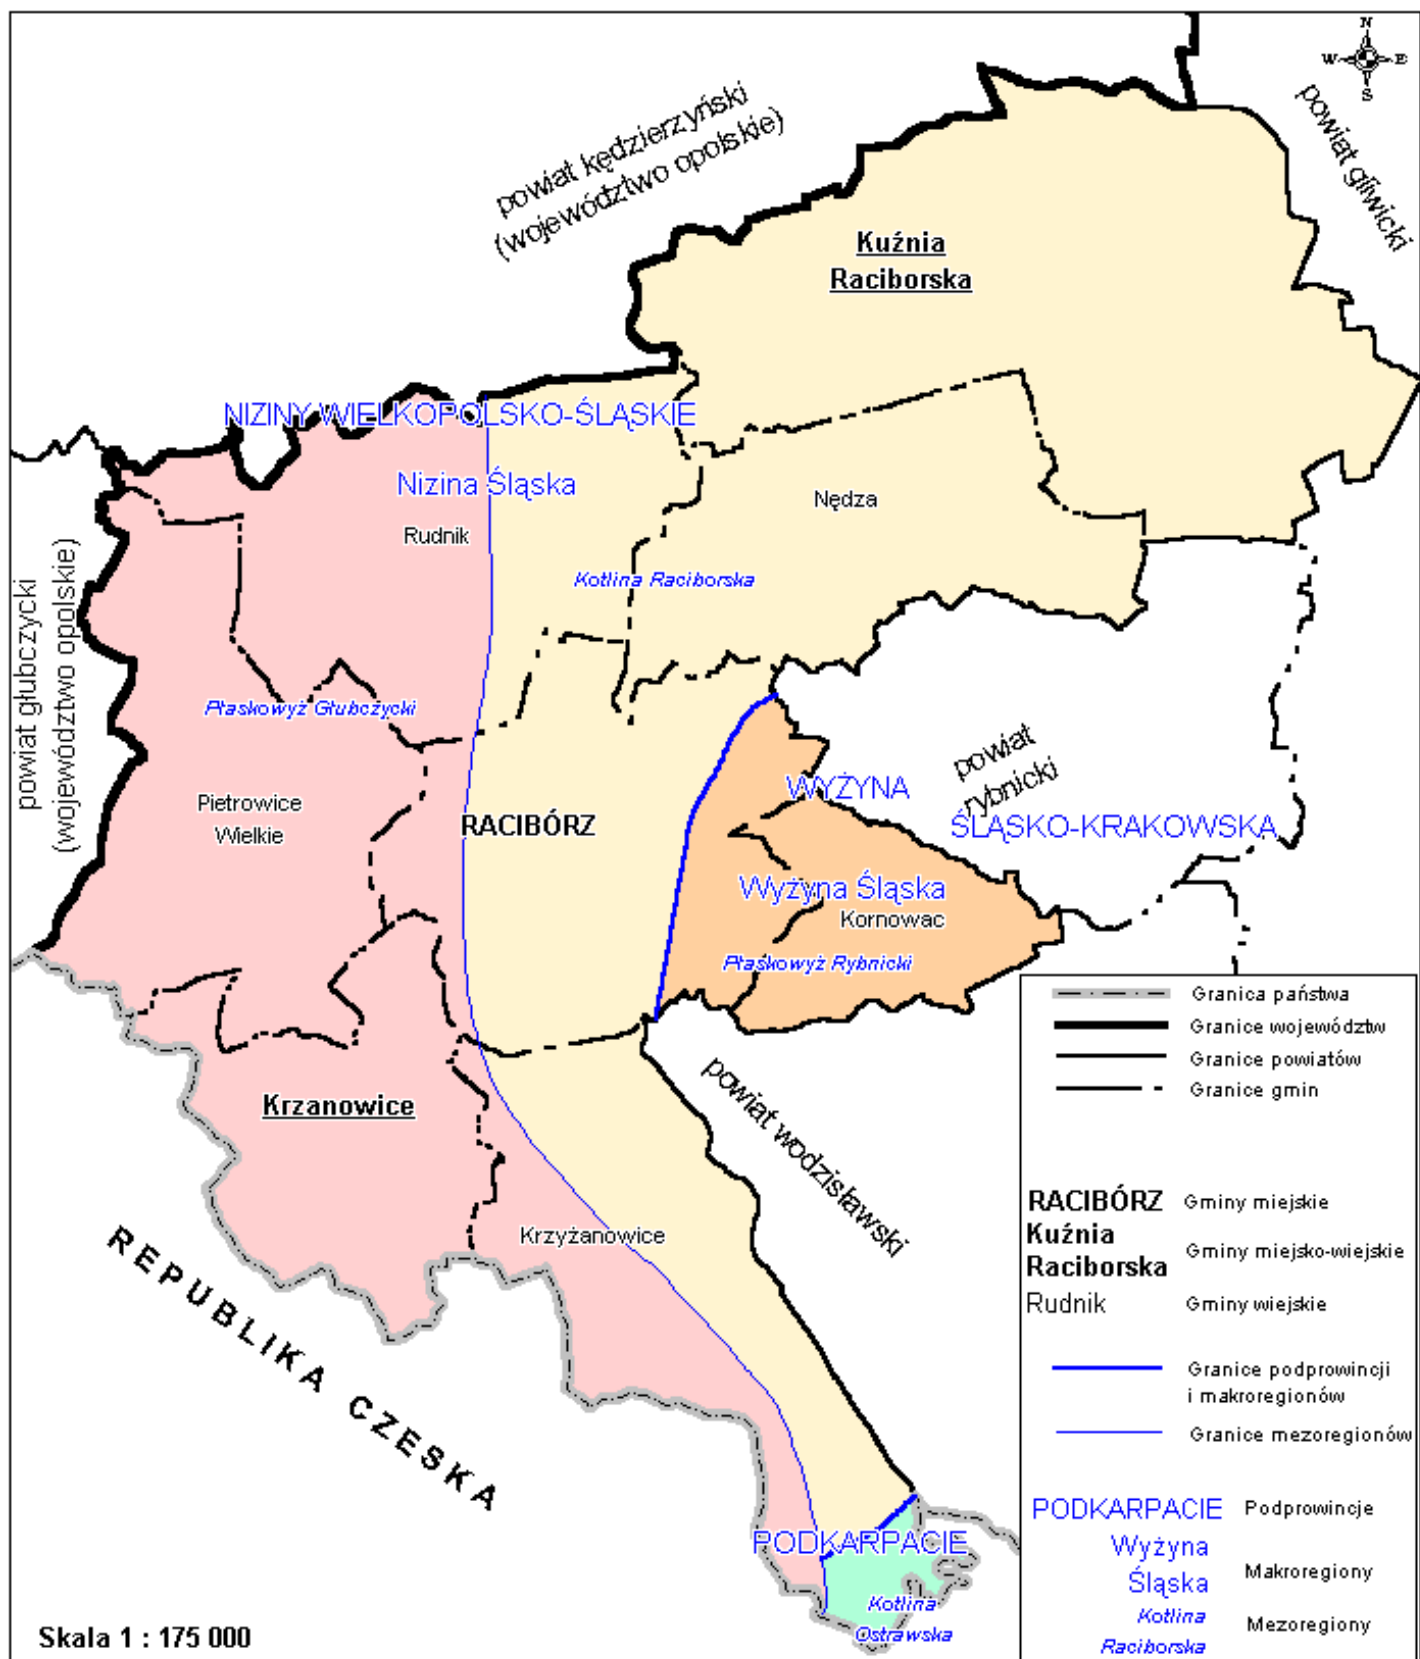 N
W E
S
powiat kędzierzyński
(województwo opolskie)
powiat gliwicki
Kuźnia
Raciborska
NIZINY WIELKOPOLSKO-ŚLĄSKIE
Nizina Śląska
Rudnik
Nędza
Kotlina Raciborska
powiat głubczycki
(województwo opolskie)
Płaskowyż Głubczycki
Pietrowice
Wielkie
RACIBÓRZ
powiat
rybnicki
WYŻYNA
ŚLĄSKO-KRAKOWSKA
Wyżyna Śląska
Kornowac
Płaskowyż Rybnicki
powiat wodzisławski
Krzanowice
Krzyżanowice
REPUBLIKA CZESKA
PODKARPACIE
Kotlina
Ostrawska
Skala 1 : 175 000
Granica państwa
Granice województw
Granice powiatów
Granice gmin
RACIBÓRZ Gminy miejskie
Kuźnia
Raciborska Gminy miejsko-wiejskie
Rudnik Gminy wiejskie
Granice podprowincji
i makroregionów
Granice mezoregionów
PODKARPACIE Podprowincje
Wyżyna
Śląska Makroregiony
Kotlina
Raciborska Mezoregiony